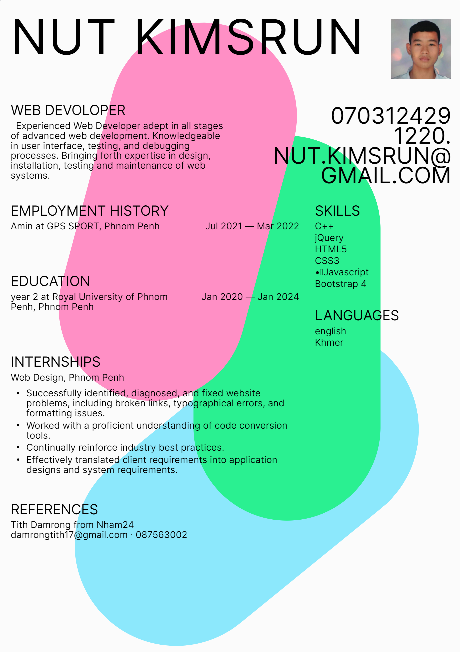 NUT KIMSRUN
WEB DEVOLOPER
Experienced Web Developer adept in all stages
of advanced web development. Knowledgeable
in user interface, testing, and debugging
processes. Bringing forth expertise in design,
installation, testing and maintenance of web
systems.
070312429
1220.
NUT.KIMSRUN@
GMAIL.COM
EMPLOYMENT HISTORY
Amin at GPS SPORT, Phnom Penh Jul 2021 — Mar 2022
EDUCATION
year 2 at Royal University of Phnom Jan 2020 — Jan 2024
Penh, Phnom Penh
INTERNSHIPS
Web Design, Phnom Penh
• Successfully identified, diagnosed, and fixed website
problems, including broken links, typographical errors, and
formatting issues.
• Worked with a proficient understanding of code conversion
tools.
• Continually reinforce industry best practices.
• Effectively translated client requirements into application
designs and system requirements.
REFERENCES
Tith Damrong from Nham24
damrongtith17@gmail.com · 087563002
SKILLS
C++
jQuery
HTML5
CSS3
•Javascript
Bootstrap 4
LANGUAGES
english
Khmer